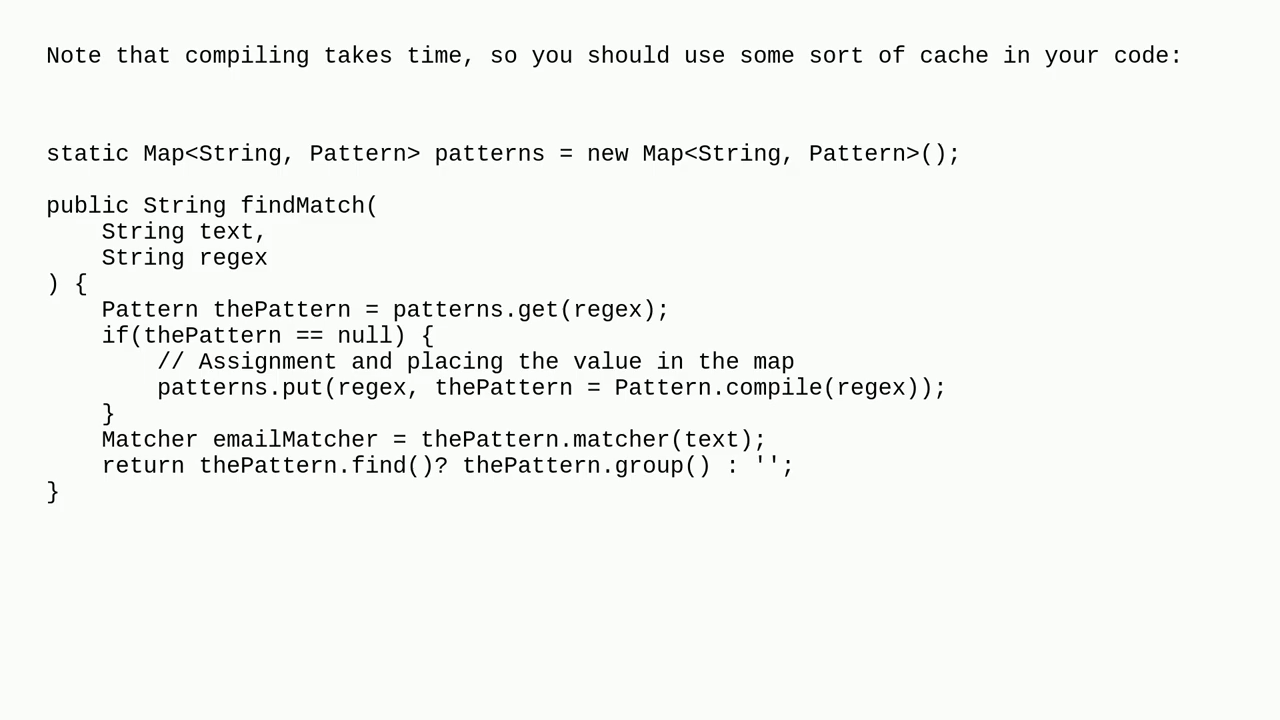 Note that compiling takes time, so you should use some sort of cache in your code:
static Map<String, Pattern> patterns = new Map<String, Pattern>();
public String findMatch(
    String text,
    String regex
) {
    Pattern thePattern = patterns.get(regex);
    if(thePattern == null) {
        // Assignment and placing the value in the map
        patterns.put(regex, thePattern = Pattern.compile(regex));
    }
    Matcher emailMatcher = thePattern.matcher(text);
    return thePattern.find()? thePattern.group() : '';
}